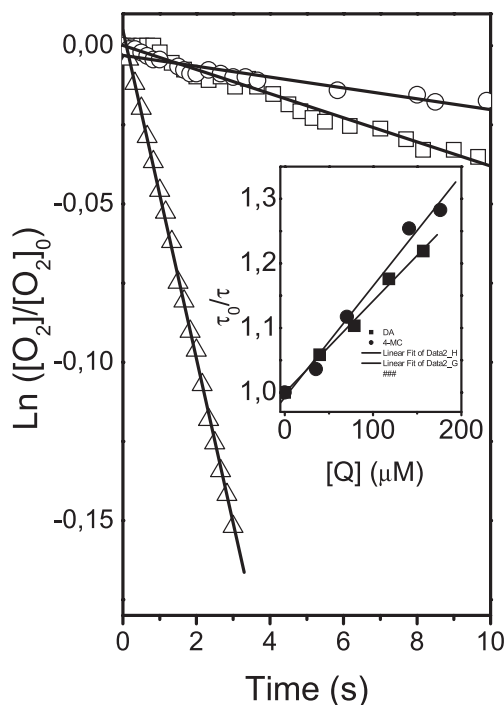 0,00
-0,05
-0,10
-0,15
Ln ([O₂]/[O₂]₀
0 2 4 6 8 10
Time (s)
1,3
1,2
1,1
1,0
τ₀/τ
0 100 200
[Q] (μM)
DA
4-MC
Linear Fit of Data2_H
Linear Fit of Data2_G
###